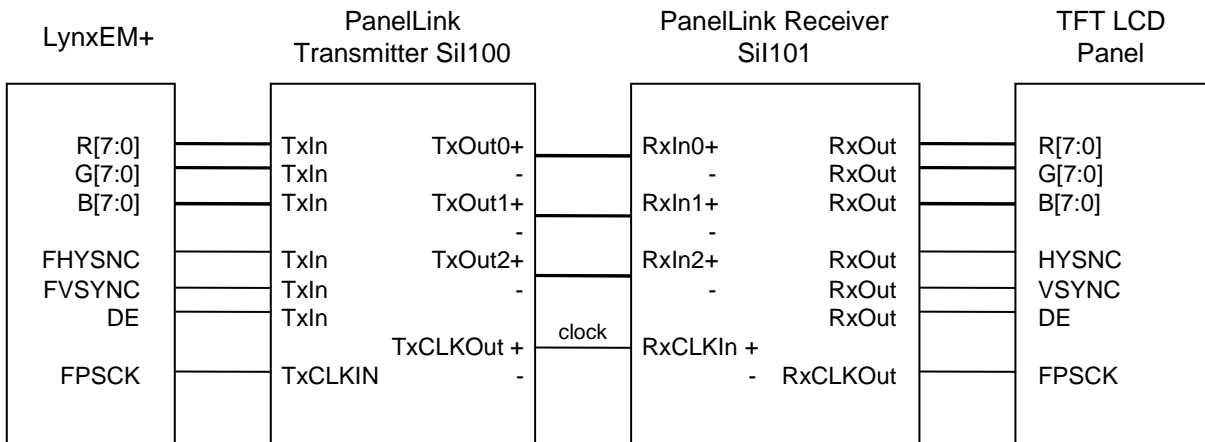 LynxEM+
PanelLink
Transmitter SiI100
PanelLink Receiver
SiI101
TFT LCD
Panel
R[7:0] TxIn TxOut0+ RxIn0+ RxOut R[7:0]
G[7:0] TxIn - - RxOut G[7:0]
B[7:0] TxIn TxOut1+ RxIn1+ RxOut B[7:0]
- -
FHYSNC TxIn TxOut2+ RxIn2+ RxOut HYSNC
FVSYNC TxIn - - RxOut VSYNC
DE TxIn RxOut DE
TxCLKOut + clock RxCLKIn +
FPSCK TxCLKIN - - RxCLKOut FPSCK